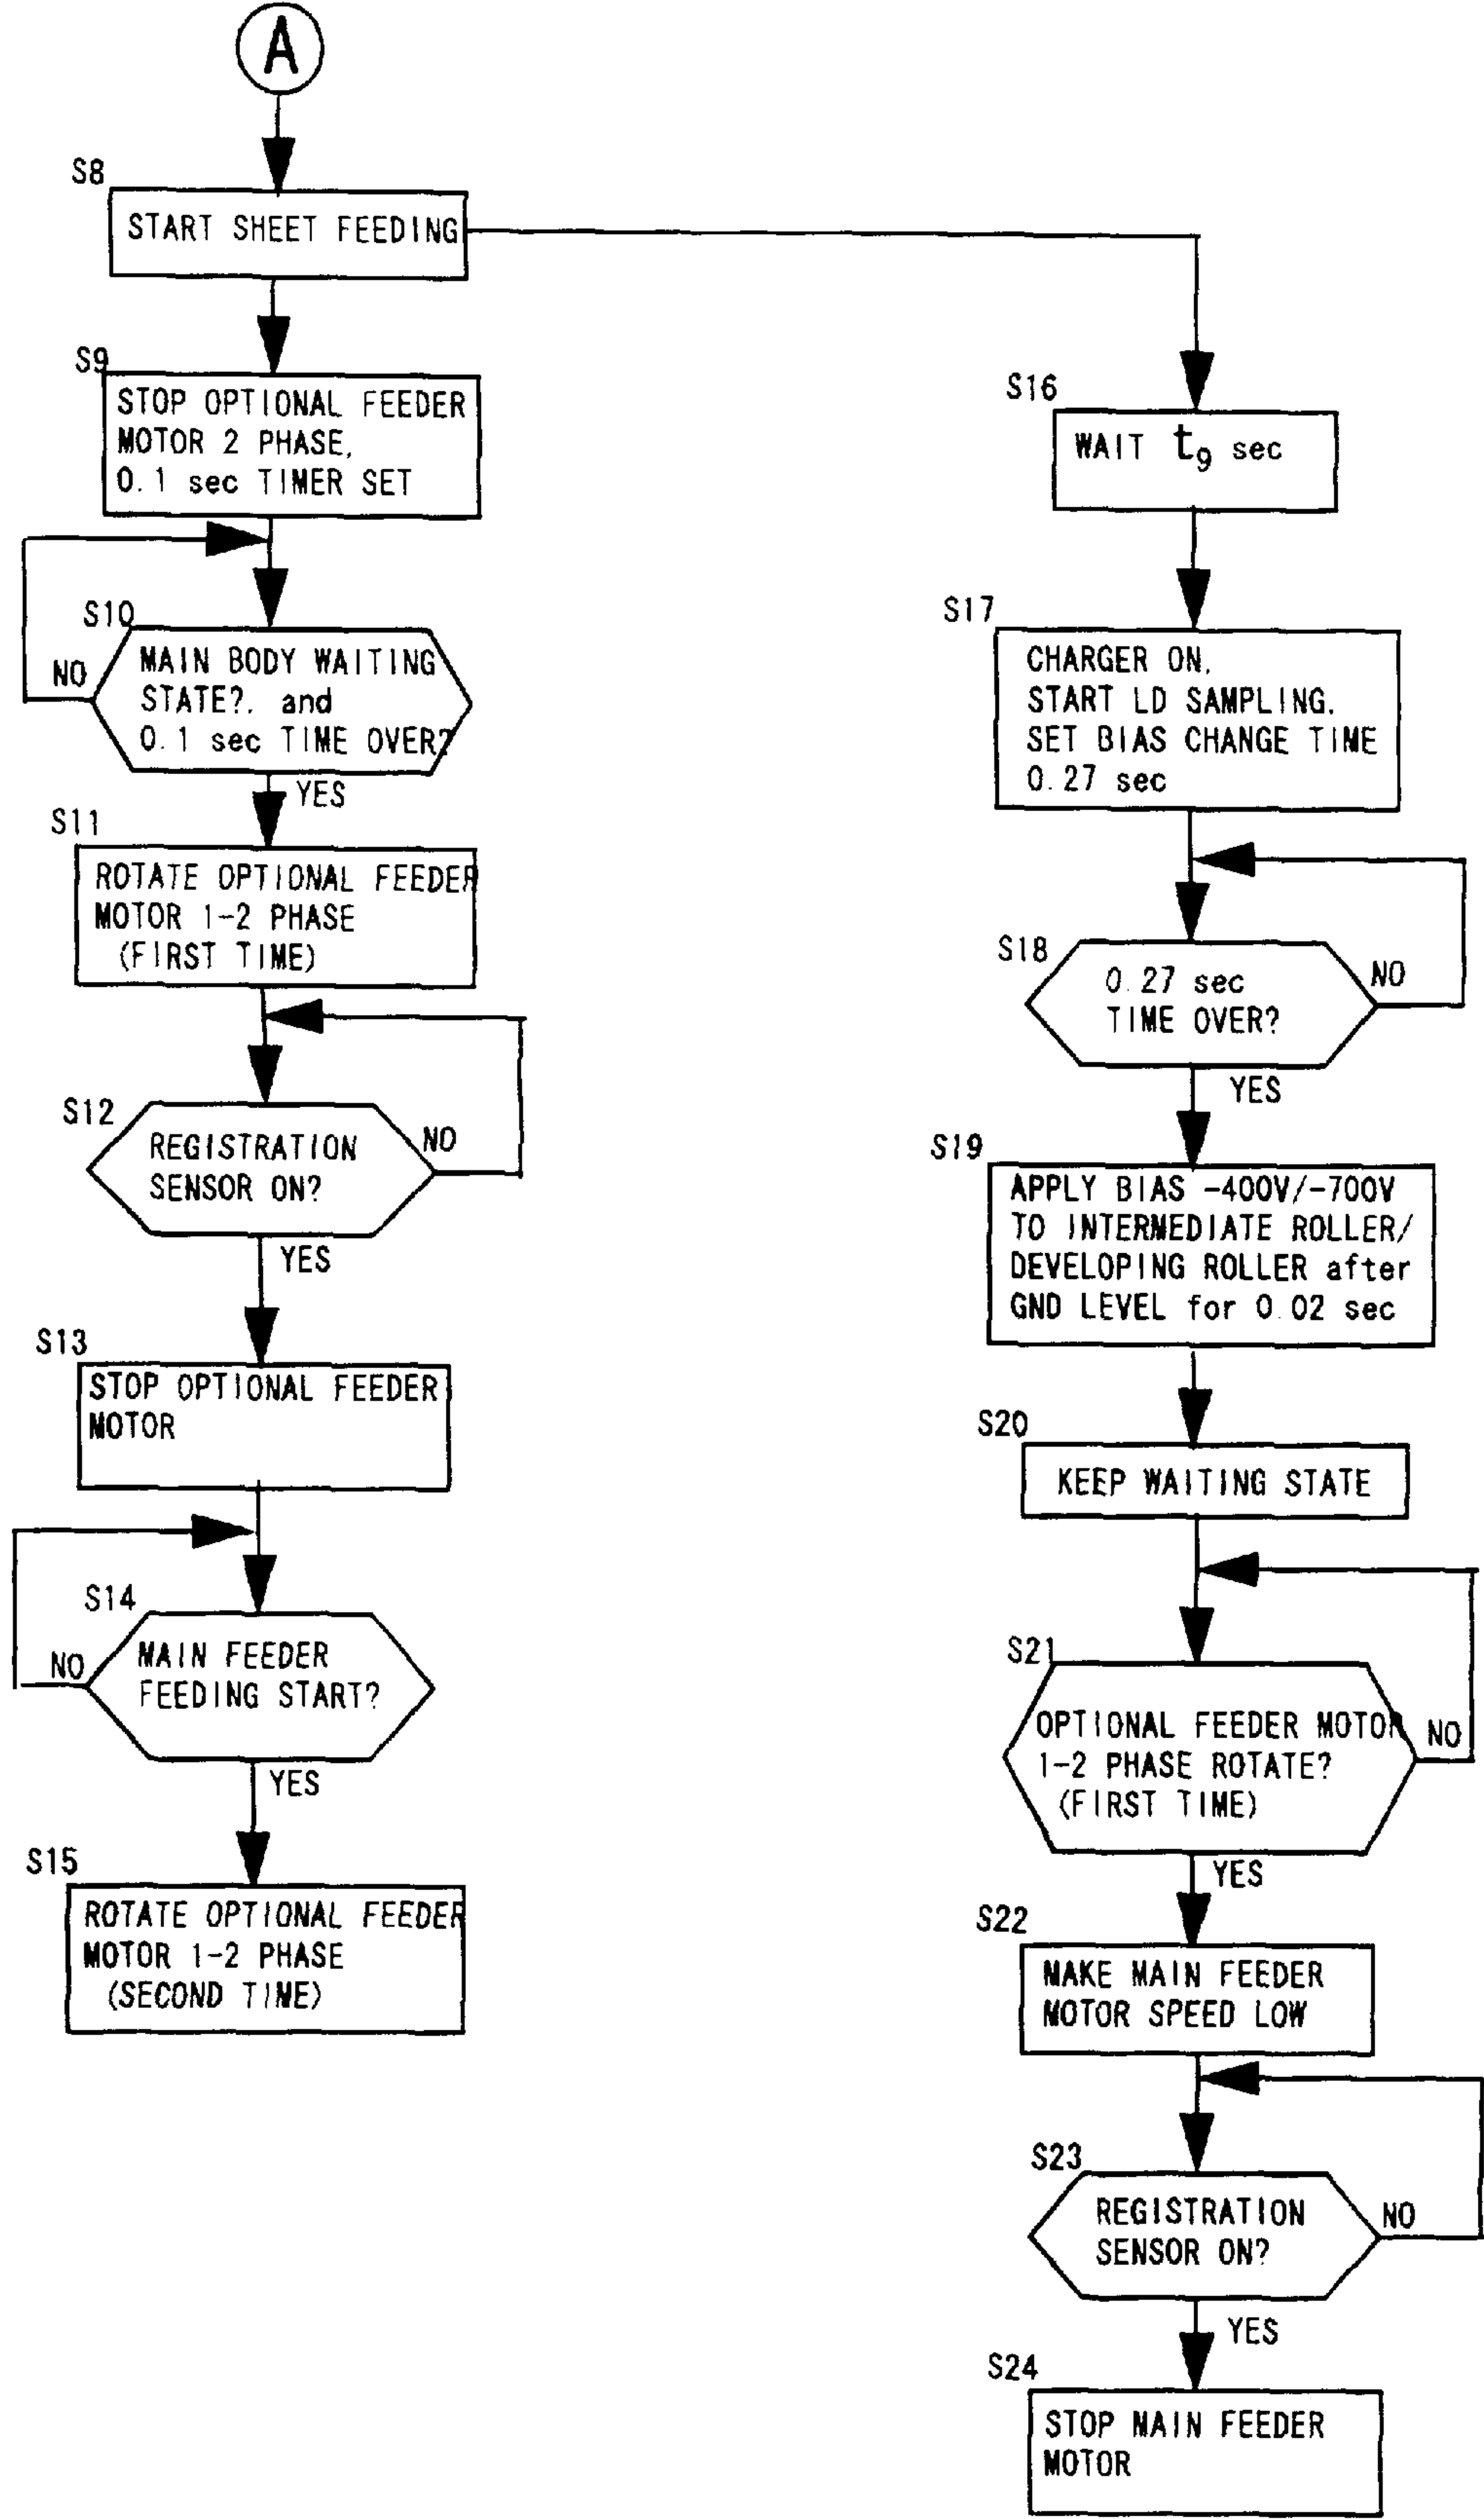 A
S8
START SHEET FEEDING
S9
STOP OPTIONAL FEEDER
MOTOR 2 PHASE,
0.1 sec TIMER SET
S10
MAIN BODY WAITING
STATE?. and
0.1 sec TIME OVER?
NO
YES
S11
ROTATE OPTIONAL FEEDER
MOTOR 1-2 PHASE
(FIRST TIME)
S12
REGISTRATION
SENSOR ON?
NO
YES
S13
STOP OPTIONAL FEEDER
MOTOR
S14
MAIN FEEDER
FEEDING START?
NO
YES
S15
ROTATE OPTIONAL FEEDER
MOTOR 1-2 PHASE
(SECOND TIME)
S16
WAIT t9 sec
S17
CHARGER ON.
START LD SAMPLING.
SET BIAS CHANGE TIME
0.27 sec
S18
0.27 sec
TIME OVER?
NO
YES
S19
APPLY BIAS -400V/-700V
TO INTERMEDIATE ROLLER/
DEVELOPING ROLLER after
GND LEVEL for 0.02 sec
S20
KEEP WAITING STATE
S21
OPTIONAL FEEDER MOTOR
1-2 PHASE ROTATE?
(FIRST TIME)
NO
YES
S22
MAKE MAIN FEEDER
MOTOR SPEED LOW
S23
REGISTRATION
SENSOR ON?
NO
YES
S24
STOP MAIN FEEDER
MOTOR